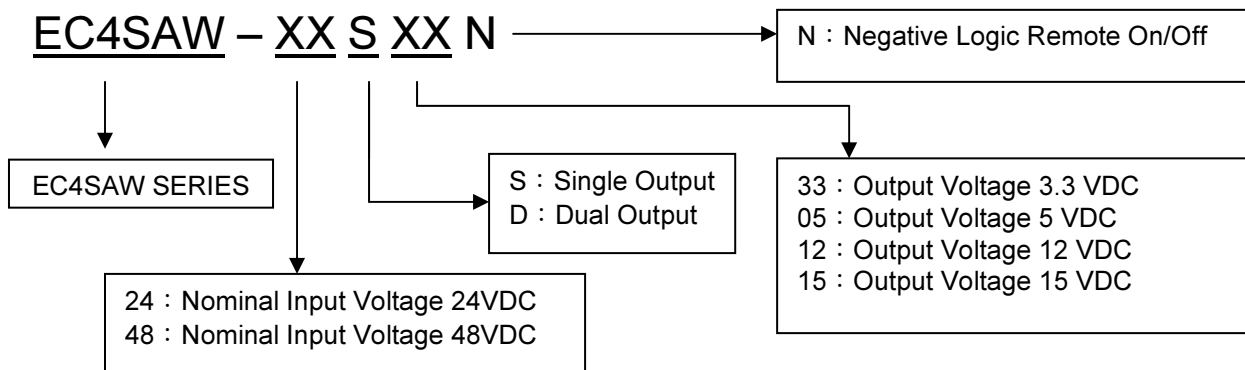 EC4SAW – XX S XX N
N：Negative Logic Remote On/Off
EC4SAW SERIES
S：Single Output
D：Dual Output
33：Output Voltage 3.3 VDC
05：Output Voltage 5 VDC
12：Output Voltage 12 VDC
15：Output Voltage 15 VDC
24：Nominal Input Voltage 24VDC
48：Nominal Input Voltage 48VDC